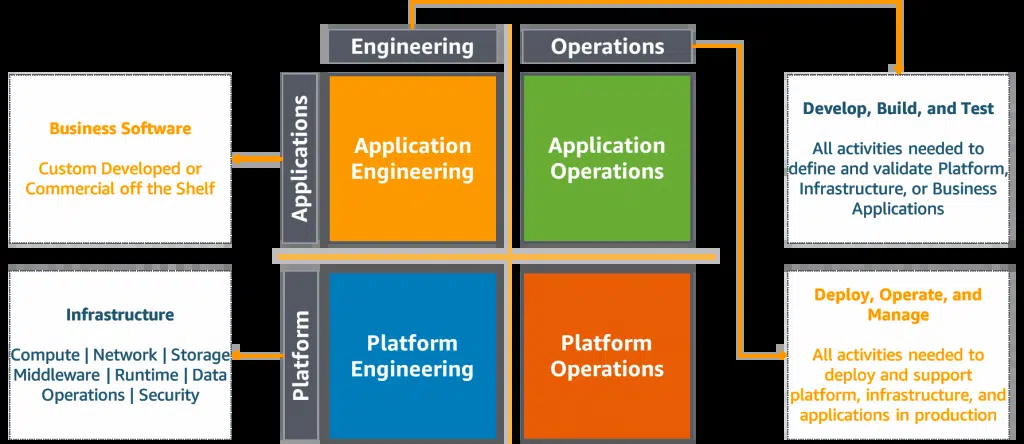 Engineering
Operations
Business Software
Custom Developed or
Commercial off the Shelf
Applications
Application
Engineering
Application
Operations
Develop, Build, and Test
All activities needed to
define and validate Platform,
Infrastructure, or Business
Applications
Infrastructure
Compute | Network | Storage
Middleware | Runtime | Data
Operations | Security
Platform
Platform
Engineering
Platform
Operations
Deploy, Operate, and
Manage
All activities needed to
deploy and support
platform, infrastructure, and
applications in production